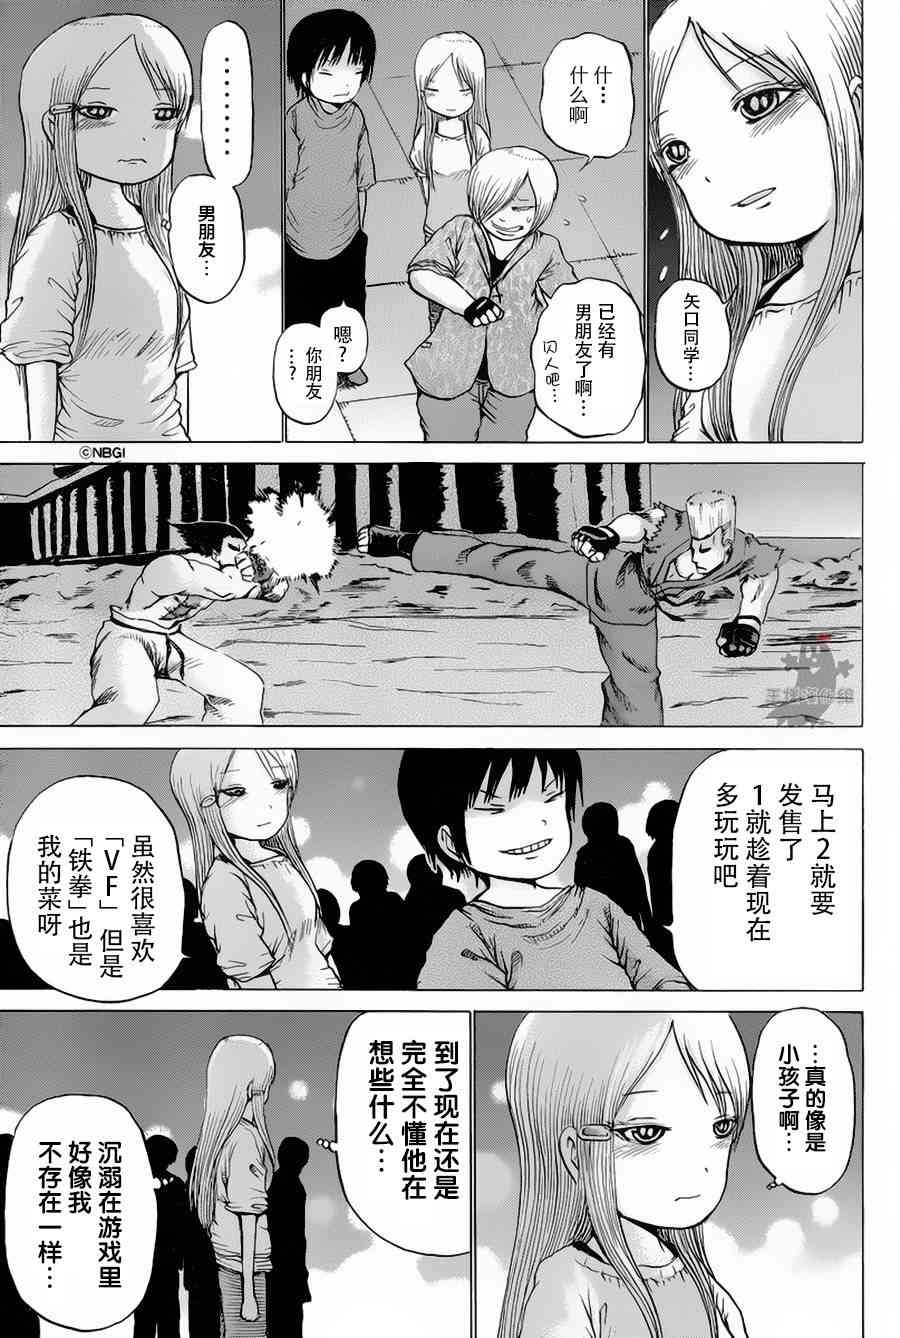 矢口同学
什…
什么啊
已经有
男朋友了啊…
囚人吧…
嗯？
你朋友
…？
………
男朋友…
©NBGI
马上2就要
发售了
1就趁着现在
多玩玩吧
虽然很喜欢
「VF」但是
「铁拳」也是
我的菜呀
…真的像是
小孩子啊…
到了现在还是
完全不懂他在
想些什么…
沉溺在游戏里
好像我
不存在一样…